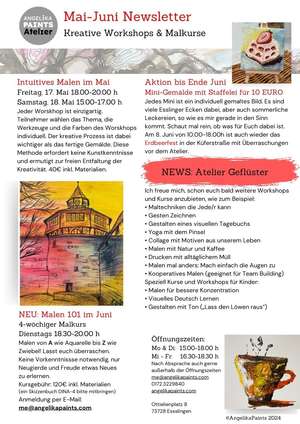 ANGELIKA
PAINTS
Atelier
Mai-Juni Newsletter
Kreative Workshops & Malkurse
Intuitives Malen im Mai
Freitag, 17. Mai 18.00-20.00 h
Samstag, 18. Mai 15.00-17.00 h
Jeder Workshop ist einzigartig.
Teilnehmer wählen das Thema, die
Werkzeuge und die Farben des Worskhops
individuell. Der kreative Prozess ist dabei
wichtiger als das fertige Gemälde. Diese
Methode erfordert keine Kunstkenntnisse
und ermutigt zur freien Entfaltung der
Kreativität. 40€ inkl. Materialien.
NEU: Malen 101 im Juni
4-wöchiger Malkurs
Dienstags 18.30-20.00 h
Malen von A wie Aquarelle bis Z wie
Zwiebel! Lasst euch überraschen.
Keine Vorkenntnisse notwendig, nur
Neugierde und Freude etwas Neues
zu erlernen.
Kursgebühr: 120€ inkl. Materialien
(ein Skizzenbuch DINA-4 bitte mitbringen)
Anmeldung per E-Mail:
me@angelikapaints.com
Aktion bis Ende Juni
Mini-Gemälde mit Staffelei für 10 EURO
Jedes Mini ist ein individuell gemaltes Bild. Es sind
viele Esslinger Ecken dabei, aber auch sommerliche
Leckereien, so wie es mir gerade in den Sinn
kommt. Schaut mal rein, ob was für Euch dabei ist.
Am 8. Juni von 10.00-18.00h ist auch wieder das
Erdbeerfest in der Küferstraße mit Überraschungen
vor dem Atelier.
NEWS: Atelier Geflüster
Ich freue mich, schon euch bald weitere Workshops
und Kurse anzubieten, wie zum Beispiel:
• Maltechniken die Jede/r kann
• Gesten Zeichnen
• Gestalten eines visuellen Tagebuchs
• Yoga mit dem Pinsel
• Collage mit Motiven aus unserem Leben
• Malen mit Natur und Kaffee
• Drucken mit alltäglichem Müll
• Malen mal anders: Mach einfach die Augen zu
• Kooperatives Malen (geeignet für Team Building)
Speziell Kurse und Workshops für Kinder:
• Malen für bessere Konzentration
• Visuelles Deutsch Lernen
• Gestalten mit Ton („Lass den Löwen raus")
Öffnungszeiten:
Mo & Di 15.00-18.00 h
Mi - Fr 16.30-18.30 h
Nach Absprache auch gerne
außerhalb der Öffnungszeiten
me@angelikapaints.com
0172.3229840
www.angelikapaints.com
Ottilienplatz 8
73728 Esslingen
©AngelikaPaints 2024